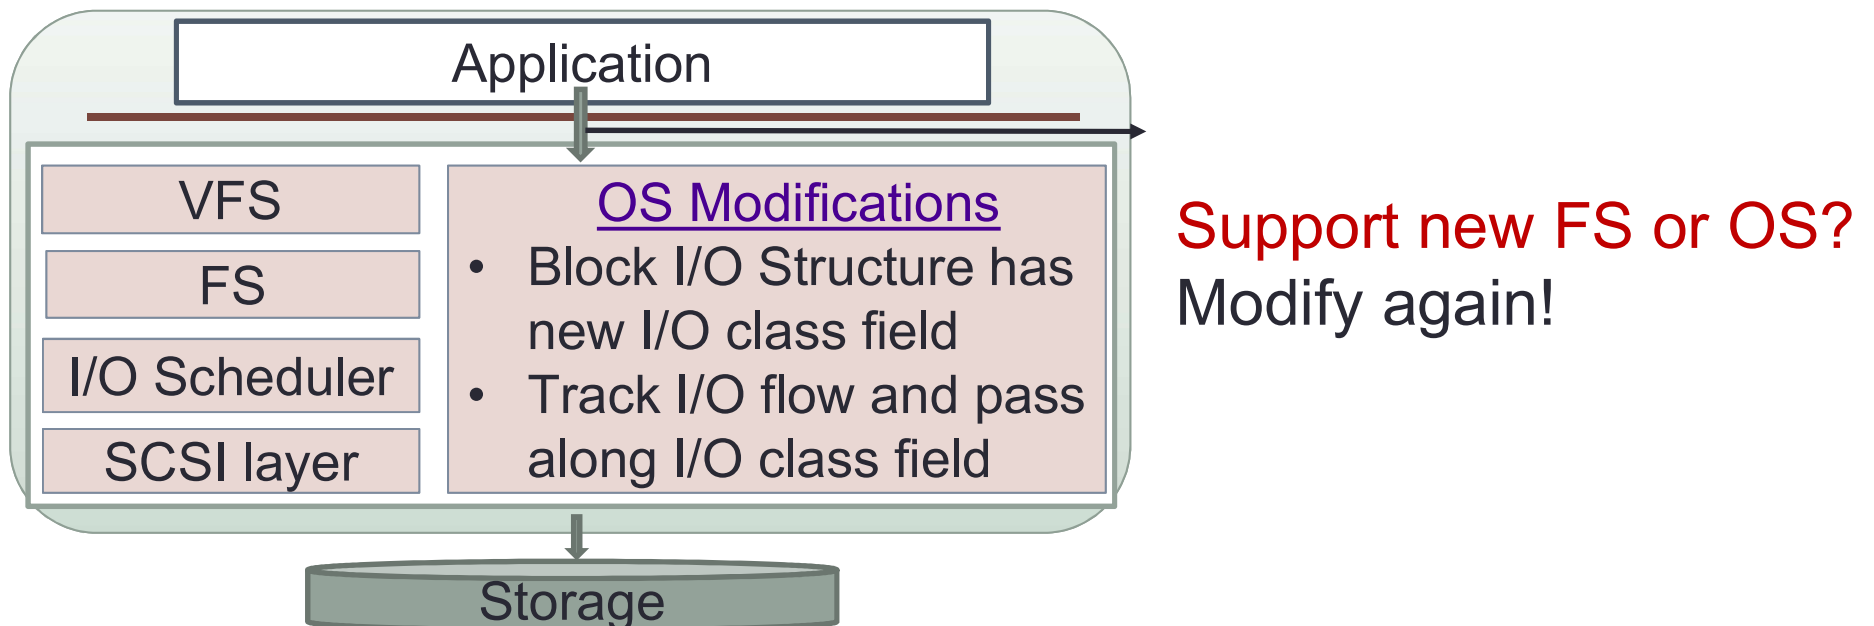 Application
VFS
FS
I/O Scheduler
SCSI layer
OS Modifications
• Block I/O Structure has
new I/O class field
• Track I/O flow and pass
along I/O class field
Support new FS or OS?
Modify again!
Storage